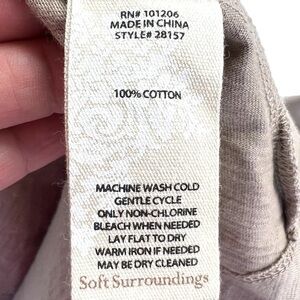 RN# 101206
MADE IN CHINA
STYLE# 28157
100% COTTON
MACHINE WASH COLD
GENTLE CYCLE
ONLY NON-CHLORINE
BLEACH WHEN NEEDED
LAY FLAT TO DRY
WARM IRON IF NEEDED
MAY BE DRY CLEANED
Soft Surroundings